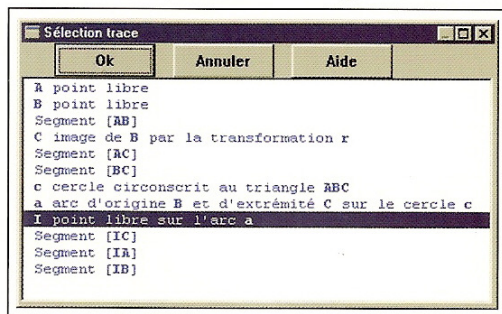 Sélection trace
Ok Annuler Aide
A point libre
B point libre
Segment [AB]
C image de B par la transformation r
Segment [AC]
Segment [BC]
c cercle circonscrit au triangle ABC
a arc d'origine B et d'extrémité C sur le cercle c
I point libre sur l'arc a
Segment [IC]
Segment [IA]
Segment [IB]